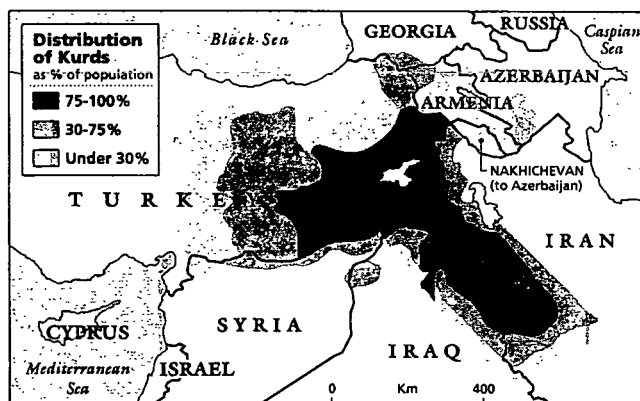 Distribution
of Kurds
as % of population
75-100%
30-75%
Under 30%
Black Sea
GEORGIA
RUSSIA
Caspian
Sea
AZERBAIJAN
ARMENIA
NAKHICHEVAN
(to Azerbaijan)
TURKEY
IRAN
CYPRUS
SYRIA
Mediterranean
Sea
ISRAEL
IRAQ
0 Km 400